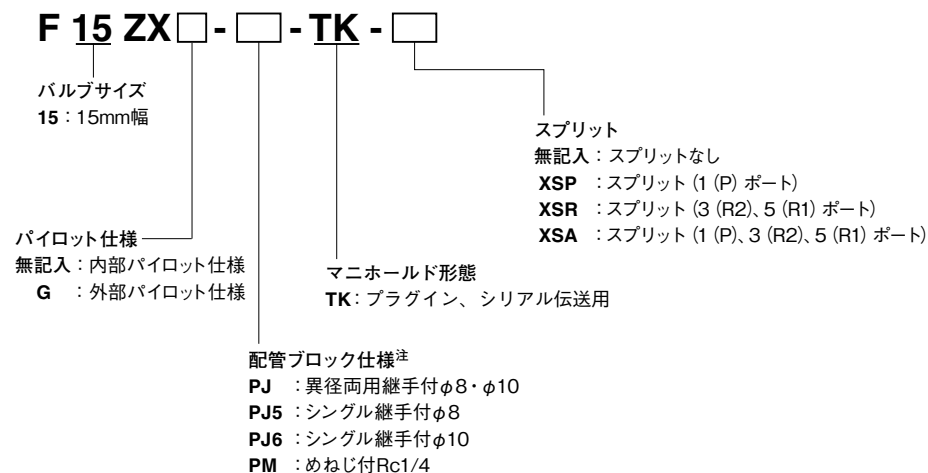 F 15 ZX□-□-TK-□
バルブサイズ
15：15mm幅
スプリット
無記入：スプリットなし
XSP：スプリット（1（P）ポート）
XSR：スプリット（3（R2）、5（R1）ポート）
XSA：スプリット（1（P）、3（R2）、5（R1）ポート）
パイロット仕様
無記入：内部パイロット仕様
G：外部パイロット仕様
マニホールド形態
TK：プラグイン、シリアル伝送用
配管ブロック仕様注
PJ：異径両用継手付φ8・φ10
PJ5：シングル継手付φ8
PJ6：シングル継手付φ10
PM：めねじ付Rc1/4